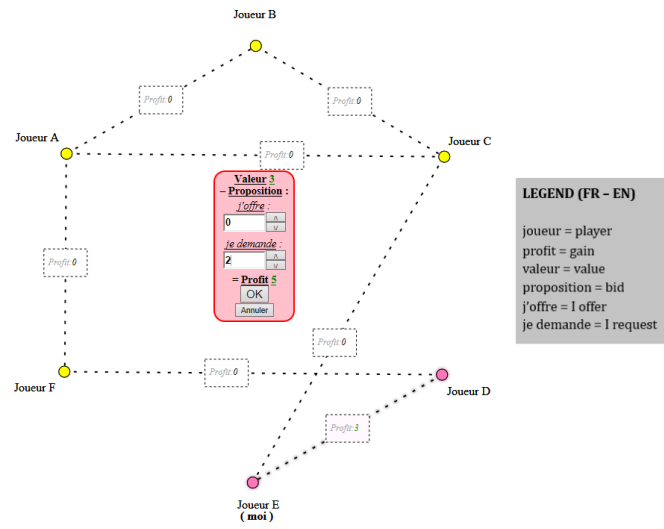 Joueur B
Profit:0
Profit:0
Joueur A
Joueur C
Profit:0
Valeur 3
– Proposition :
j'offre :
0
je demande :
2
= Profit 5
OK
Annuler
Profit:0
Profit:0
Profit:0
Joueur F
Joueur D
Profit:3
Joueur E
( moi )
LEGEND (FR – EN)
joueur = player
profit = gain
valeur = value
proposition = bid
j'offre = I offer
je demande = I request